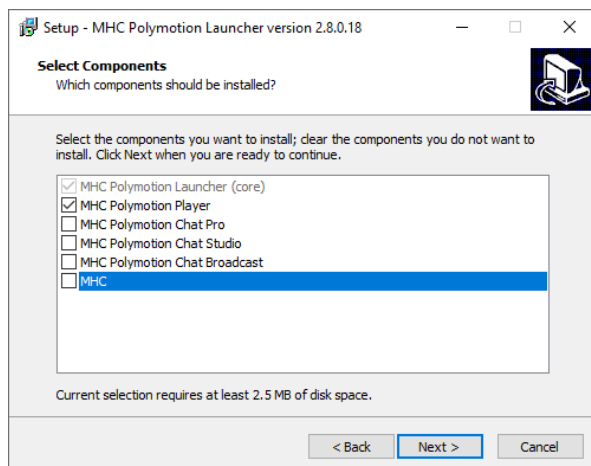 Setup - MHC Polymotion Launcher version 2.8.0.18
Select Components
Which components should be installed?
Select the components you want to install; clear the components you do not want to
install. Click Next when you are ready to continue.
MHC Polymotion Launcher (core)
MHC Polymotion Player
MHC Polymotion Chat Pro
MHC Polymotion Chat Studio
MHC Polymotion Chat Broadcast
MHC
Current selection requires at least 2.5 MB of disk space.
< Back
Next >
Cancel